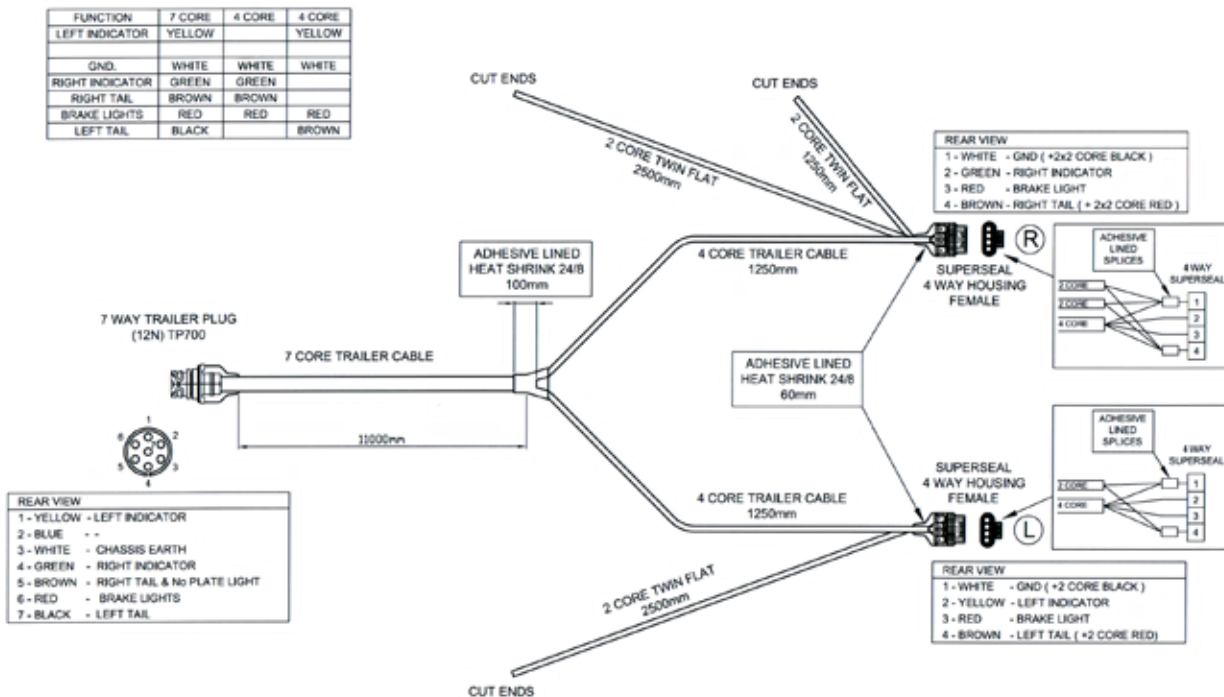 FUNCTION 7 CORE 4 CORE 4 CORE
LEFT INDICATOR YELLOW YELLOW
GND. WHITE WHITE WHITE
RIGHT INDICATOR GREEN GREEN
RIGHT TAIL BROWN BROWN
BRAKE LIGHTS RED RED RED
LEFT TAIL BLACK BROWN
CUT ENDS
CUT ENDS
2 CORE TWIN FLAT
2500mm
2 CORE TWIN FLAT
1250mm
REAR VIEW
1 - WHITE - GND ( +2x2 CORE BLACK )
2 - GREEN - RIGHT INDICATOR
3 - RED - BRAKE LIGHT
4 - BROWN - RIGHT TAIL ( + 2x2 CORE RED )
ADHESIVE LINED
HEAT SHRINK 24/8
100mm
4 CORE TRAILER CABLE
1250mm
SUPERSEAL
4 WAY HOUSING
FEMALE
R
ADHESIVE
LINED
SPLICES
4 WAY
SUPERSEAL
2 CORE
2 CORE
4 CORE
1
2
3
4
7 WAY TRAILER PLUG
(12N) TP700
7 CORE TRAILER CABLE
11000mm
ADHESIVE LINED
HEAT SHRINK 24/8
60mm
1
2
3
4
5
6
REAR VIEW
1 - YELLOW - LEFT INDICATOR
2 - BLUE - -
3 - WHITE - CHASSIS EARTH
4 - GREEN - RIGHT INDICATOR
5 - BROWN - RIGHT TAIL & No PLATE LIGHT
6 - RED - BRAKE LIGHTS
7 - BLACK - LEFT TAIL
4 CORE TRAILER CABLE
1250mm
SUPERSEAL
4 WAY HOUSING
FEMALE
L
ADHESIVE
LINED
SPLICES
4 WAY
SUPERSEAL
2 CORE
4 CORE
1
2
3
4
2 CORE TWIN FLAT
2500mm
CUT ENDS
REAR VIEW
1 - WHITE - GND ( +2 CORE BLACK )
2 - YELLOW - LEFT INDICATOR
3 - RED - BRAKE LIGHT
4 - BROWN - LEFT TAIL ( +2 CORE RED)